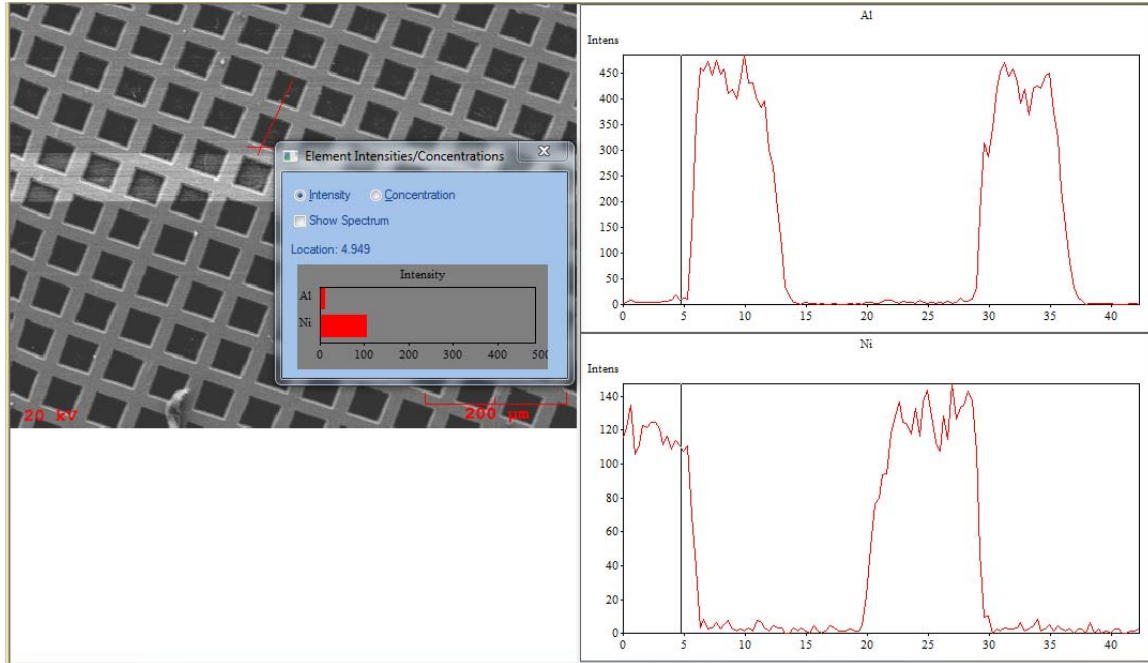 20 kV
200 µm
Element Intensities/Concentrations
Intensity
Concentration
Show Spectrum
Location: 4.949
Intensity
Al
Ni
0 100 200 300 400 500
Al
Intens
450
400
350
300
250
200
150
100
50
0
0 5 10 15 20 25 30 35 40
Ni
Intens
140
120
100
80
60
40
20
0
0 5 10 15 20 25 30 35 40